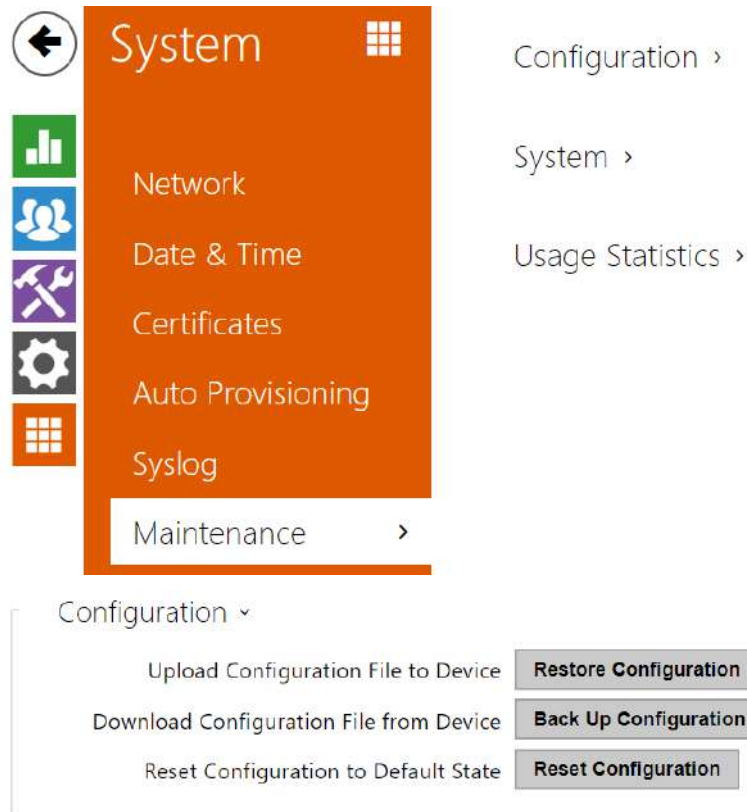 System
Network
Date & Time
Certificates
Auto Provisioning
Syslog
Maintenance ›
Configuration ›
System ›
Usage Statistics ›
Configuration ⌄
Upload Configuration File to Device Restore Configuration
Download Configuration File from Device Back Up Configuration
Reset Configuration to Default State Reset Configuration